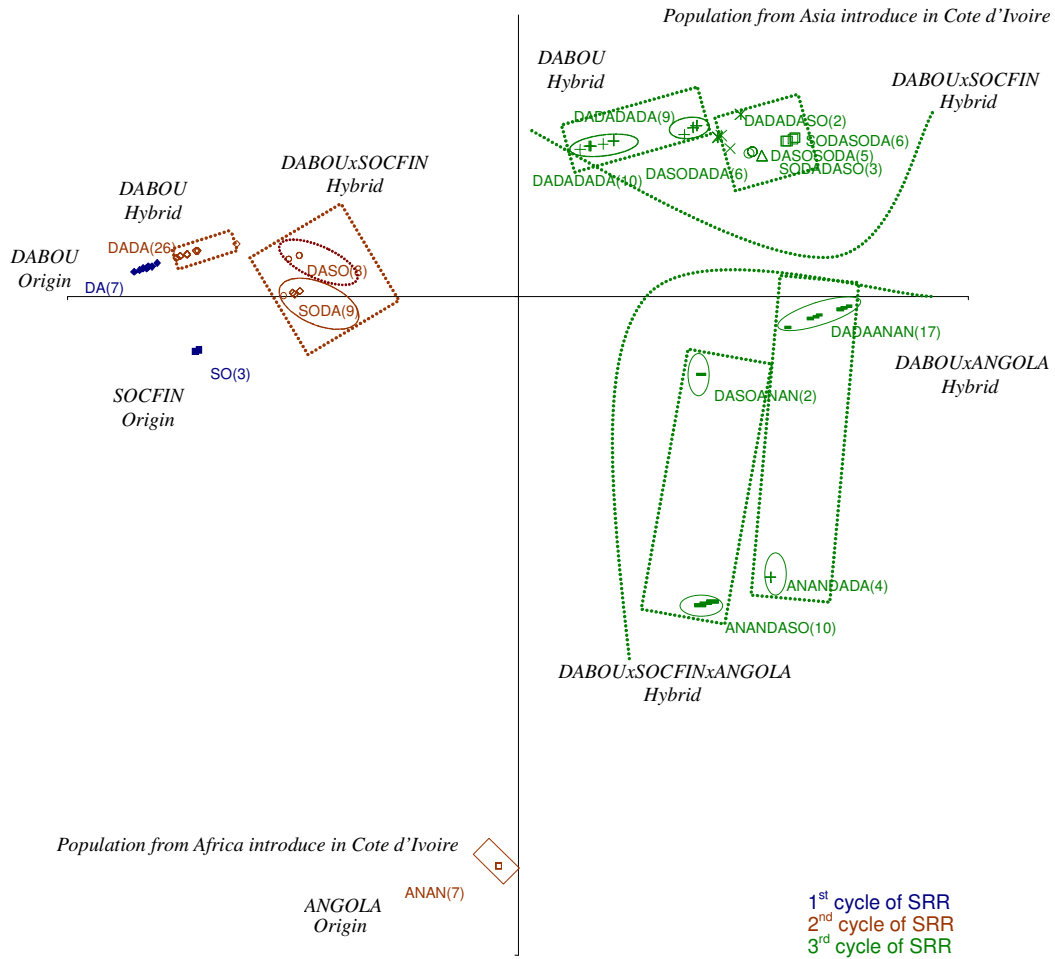 Population from Asia introduce in Cote d'Ivoire
DABOU
Hybrid
DABOUxSOCFIN
Hybrid
DADADADA(9)
DADADASO(2)
SODASODA(6)
DASOSODA(5)
SODADASO(3)
DASODADA(6)
DADADADA(10)
DABOUxSOCFIN
Hybrid
DABOU
Hybrid
DADA(26)
DABOU
Origin
DA(7)
DASO(8)
SODA(9)
SO(3)
SOCFIN
Origin
DADAANAN(17)
DABOUxANGOLA
Hybrid
DASOANAN(2)
ANANDADA(4)
ANANDASO(10)
DABOUxSOCFINxANGOLA
Hybrid
Population from Africa introduce in Cote d'Ivoire
ANAN(7)
ANGOLA
Origin
1st cycle of SRR
2nd cycle of SRR
3rd cycle of SRR